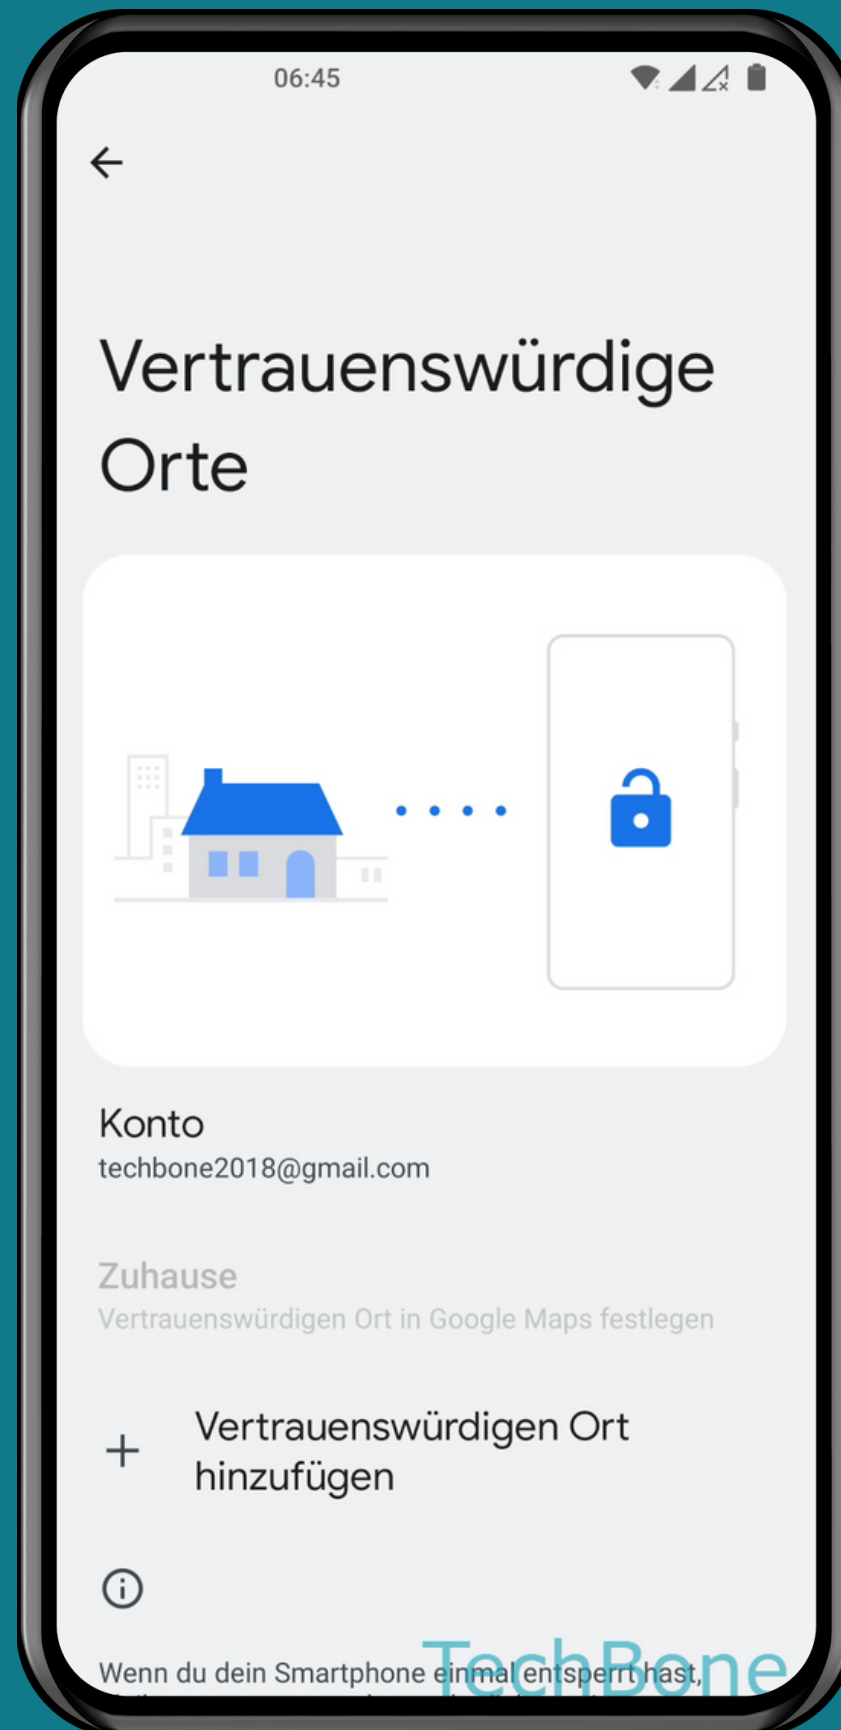 06:45
Vertrauenswürdige
Orte
Konto
techbone2018@gmail.com
Zuhause
Vertrauenswürdigen Ort in Google Maps festlegen
Vertrauenswürdigen Ort
hinzufügen
Wenn du dein Smartphone einmal entsperrt hast,
TechBone